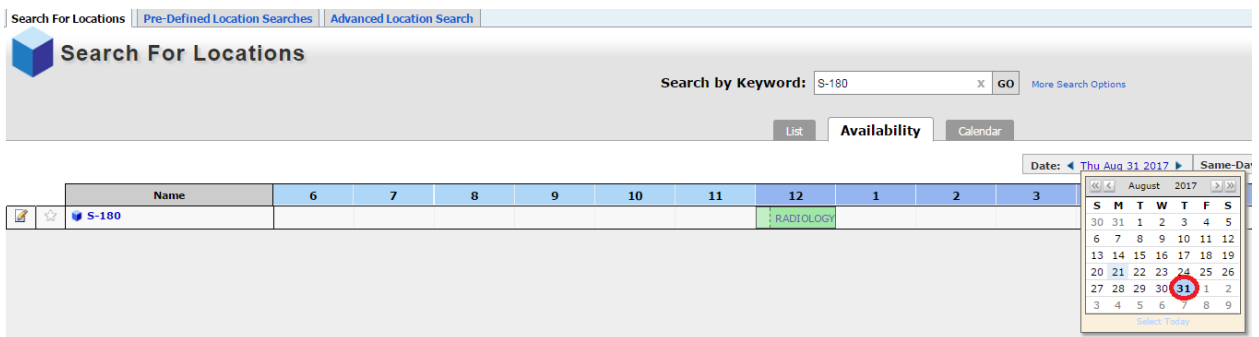 Search For Locations Pre-Defined Location Searches Advanced Location Search
Search For Locations
Search by Keyword: S-180 x GO More Search Options
List Availability Calendar
Date: Thu Aug 31 2017 Same-Da
Name 6 7 8 9 10 11 12 1 2 3
S-180 RADIOLOGY
« < August 2017 > »
S M T W T F S
30 31 1 2 3 4 5
6 7 8 9 10 11 12
13 14 15 16 17 18 19
20 21 22 23 24 25 26
27 28 29 30 31 1 2
3 4 5 6 7 8 9
Select Today